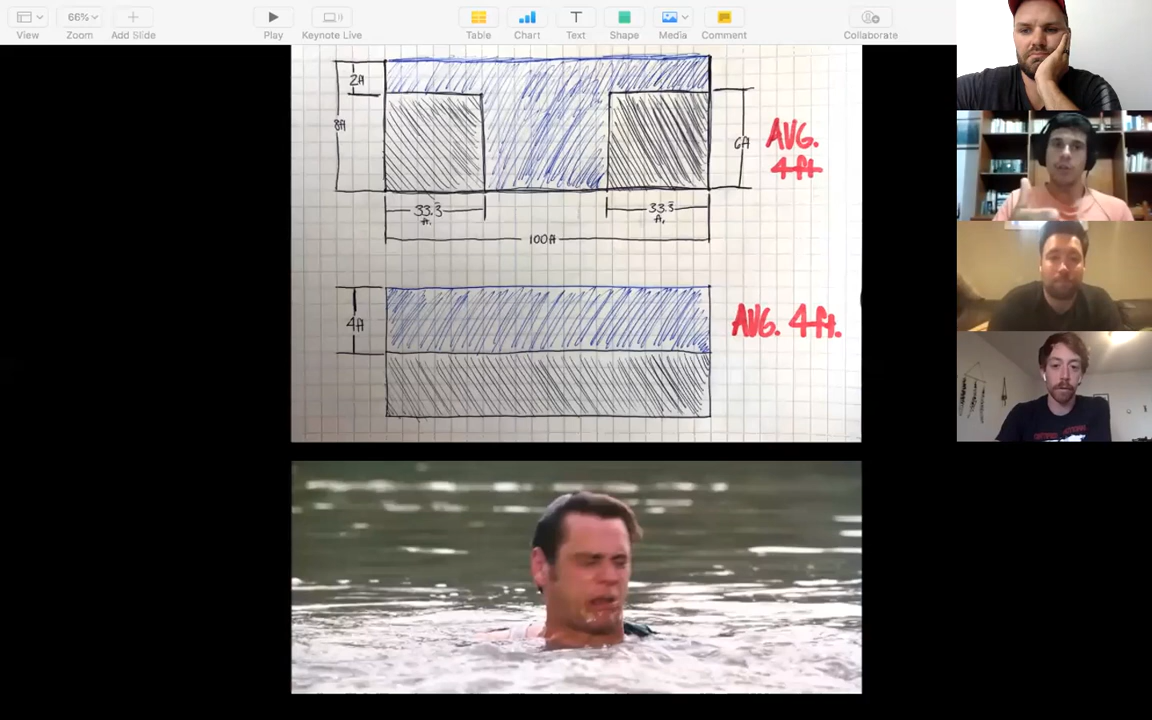 View
66%
Zoom
Add Slide
Play
Keynote Live
Table
Chart
Text
Shape
Media
Comment
Collaborate
2ft
8ft
6ft
AVG.
4ft.
33.3
ft.
33.3
ft.
100ft
4ft
AVG. 4ft.